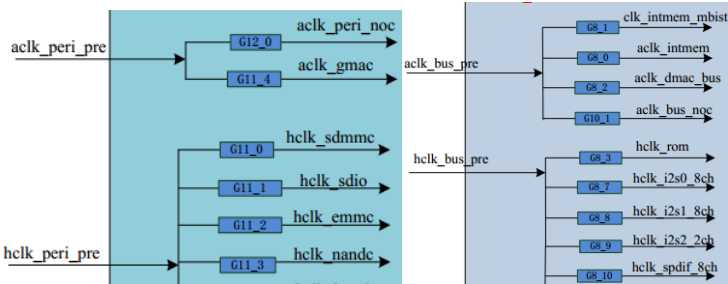 aclk_peri_pre
G12_0
aclk_peri_noc
G11_4
aclk_gmac
G11_0
hclk_sdmmc
G11_1
hclk_sdio
G11_2
hclk_emmc
hclk_peri_pre
G11_3
hclk_nandc
aclk_bus_pre
G8_1
clk_intmem_mbist
G8_0
aclk_intmem
G8_2
aclk_dmac_bus
G10_1
aclk_bus_noc
hclk_bus_pre
G8_3
hclk_rom
G8_7
hclk_i2s0_8ch
G8_8
hclk_i2s1_8ch
G8_9
hclk_i2s2_2ch
G8_10
hclk_spdif_8ch